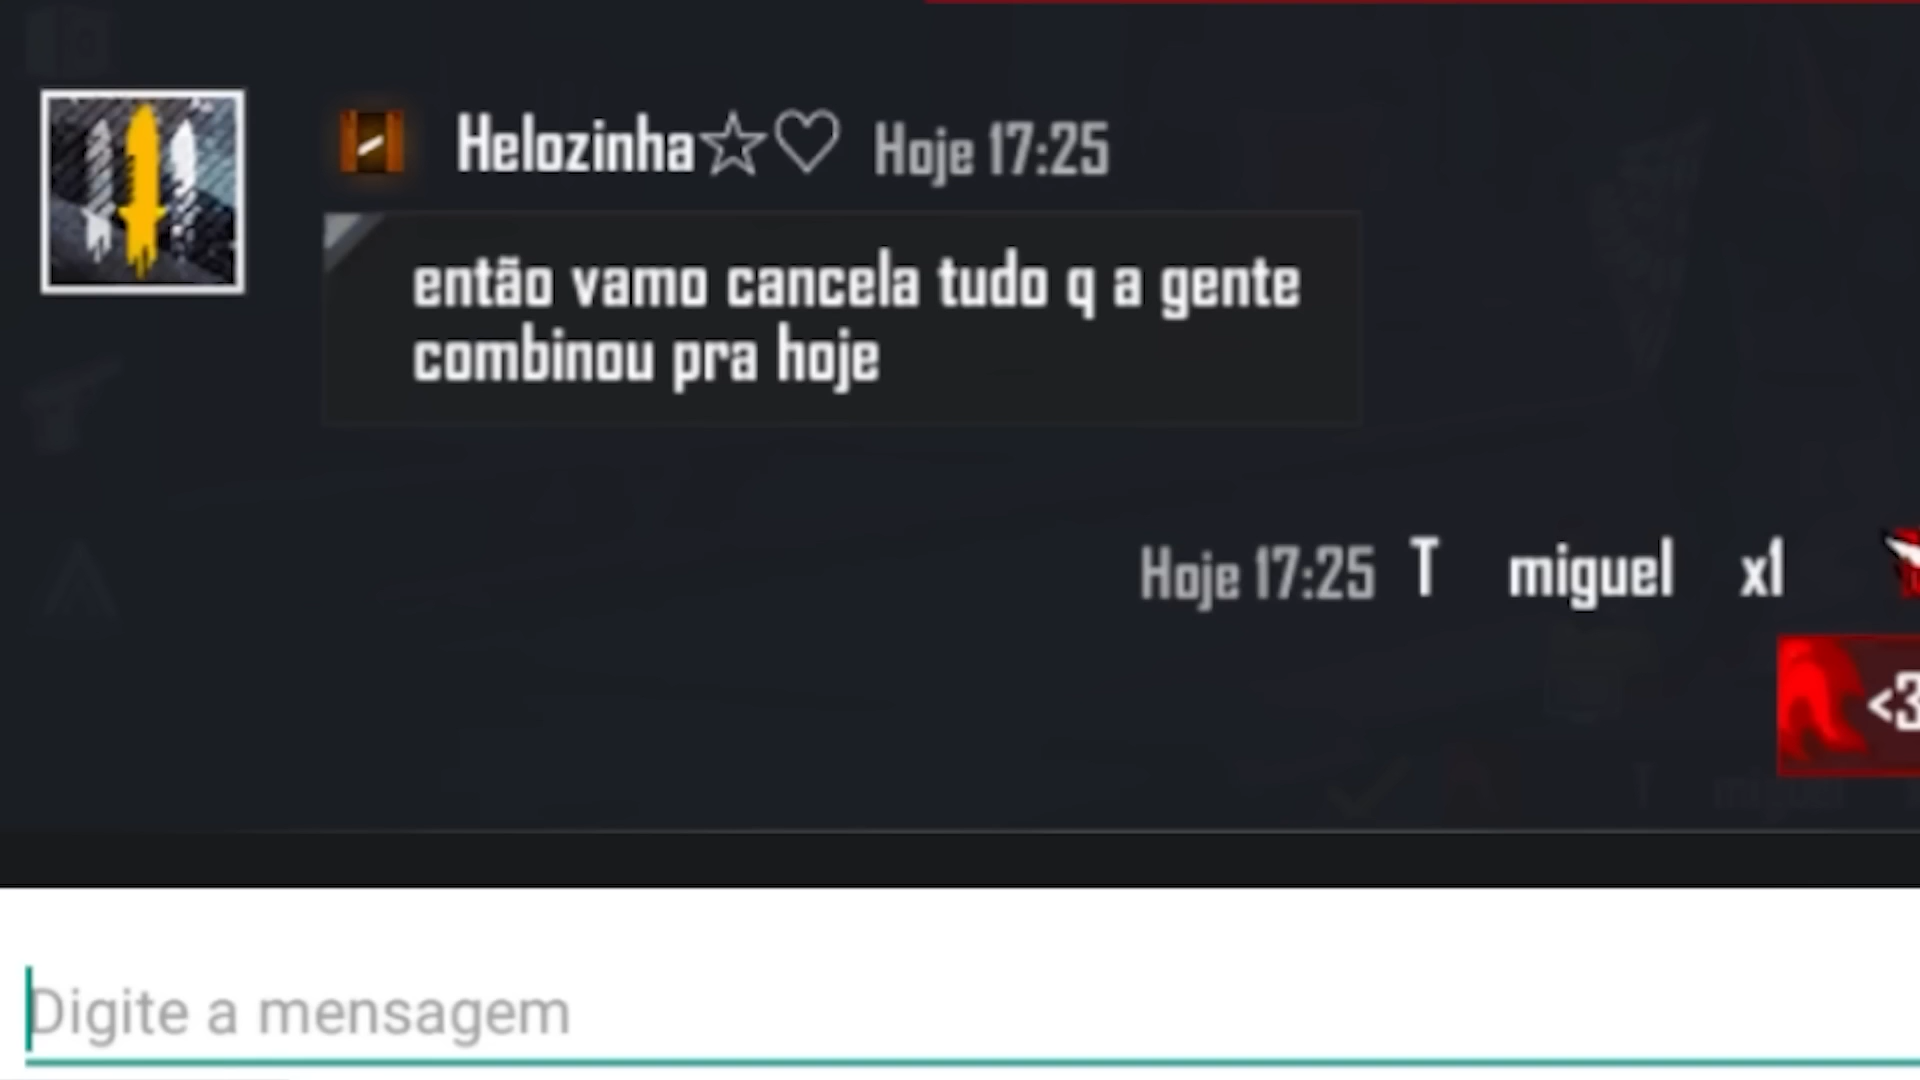 Helozinha☆♡ Hoje 17:25
então vamo cancela tudo q a gente
combinou pra hoje
Hoje 17:25 T miguel x1
<3
Digite a mensagem